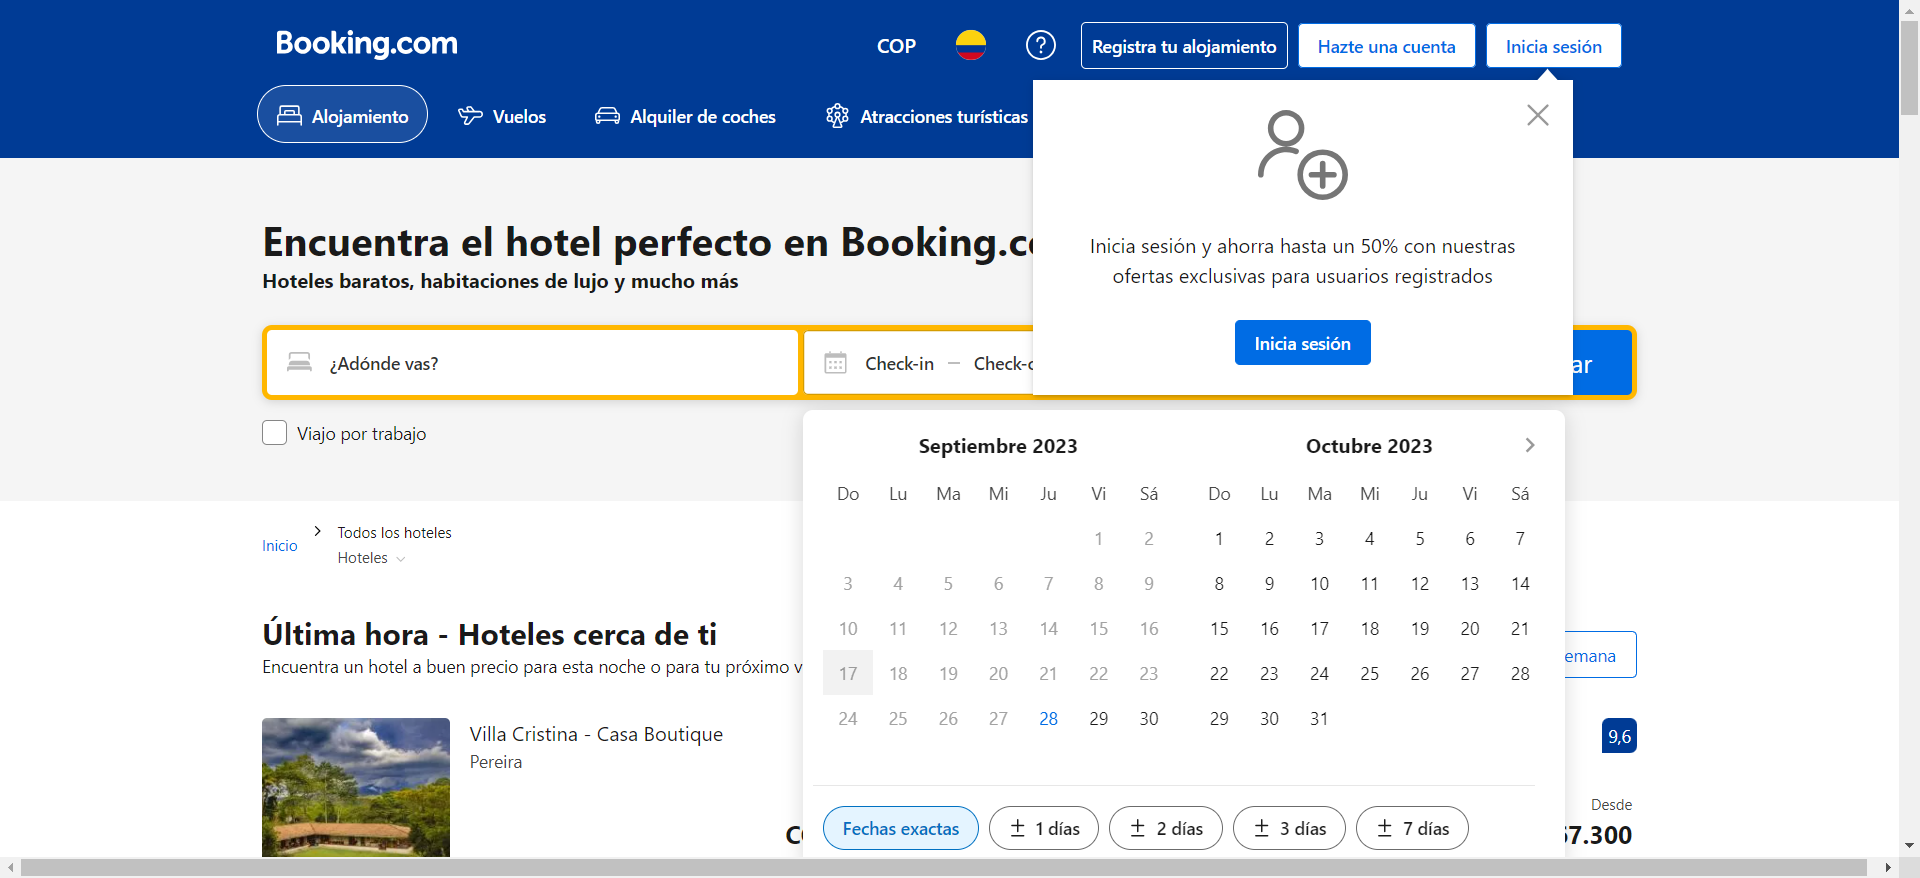 Booking.com
COP
Registra tu alojamiento
Hazte una cuenta
Inicia sesión
Alojamiento
Vuelos
Alquiler de coches
Atracciones turísticas
Inicia sesión y ahorra hasta un 50% con nuestras
ofertas exclusivas para usuarios registrados
Inicia sesión
Encuentra el hotel perfecto en
Hoteles baratos, habitaciones de lujo y mucho más
¿Adónde vas?
Check-in —
Viajo por trabajo
Septiembre 2023
Do Lu Ma Mi Ju Vi Sá
1 2
3 4 5 6 7 8 9
10 11 12 13 14 15 16
17 18 19 20 21 22 23
24 25 26 27 28 29 30
Octubre 2023
Do Lu Ma Mi Ju Vi Sá
1 2 3 4 5 6 7
8 9 10 11 12 13 14
15 16 17 18 19 20 21
22 23 24 25 26 27 28
29 30 31
Fechas exactas
± 1 días
± 2 días
± 3 días
± 7 días
Inicio
Todos los hoteles
Hoteles
Última hora - Hoteles cerca de ti
Encuentra un hotel a buen precio para esta noche o para tu próximo
Villa Cristina - Casa Boutique
Pereira
9,6
Desde